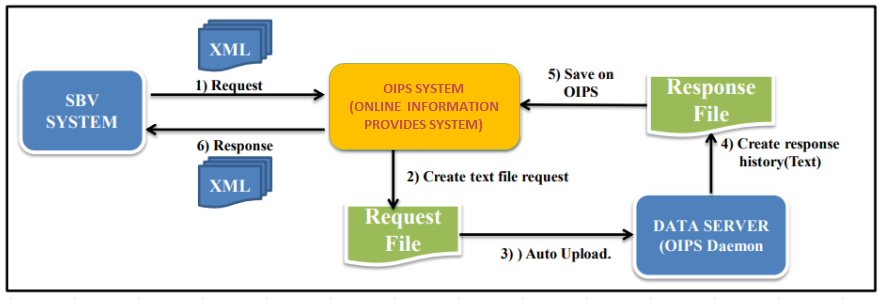 XML
1) Request
SBV
SYSTEM
6) Response
XML
OIPS SYSTEM
(ONLINE INFORMATION
PROVIDES SYSTEM)
2) Create text file request
Request
File
3) ) Auto Upload.
DATA SERVER
(OIPS Daemon
4) Create response
history(Text)
Response
File
5) Save on
OIPS